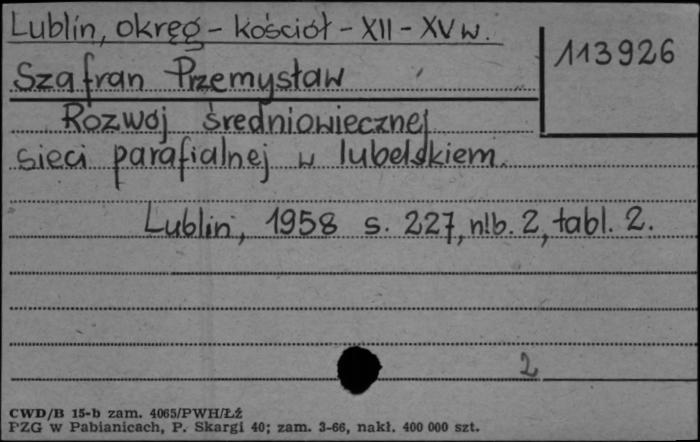 Lublin, okręg - kościół - XII - XV w.
113926
Szafran Przemysław
Rozwój średniowiecznej
sieci parafialnej w lubelskiem.
Lublin, 1958 s. 227, nlb. 2, tabl. 2.
2
CWD/B 15-b zam. 4065/PWH/Łź
PZG w Pabianicach, P. Skargi 40; zam. 3-66, nakł. 400 000 szt.